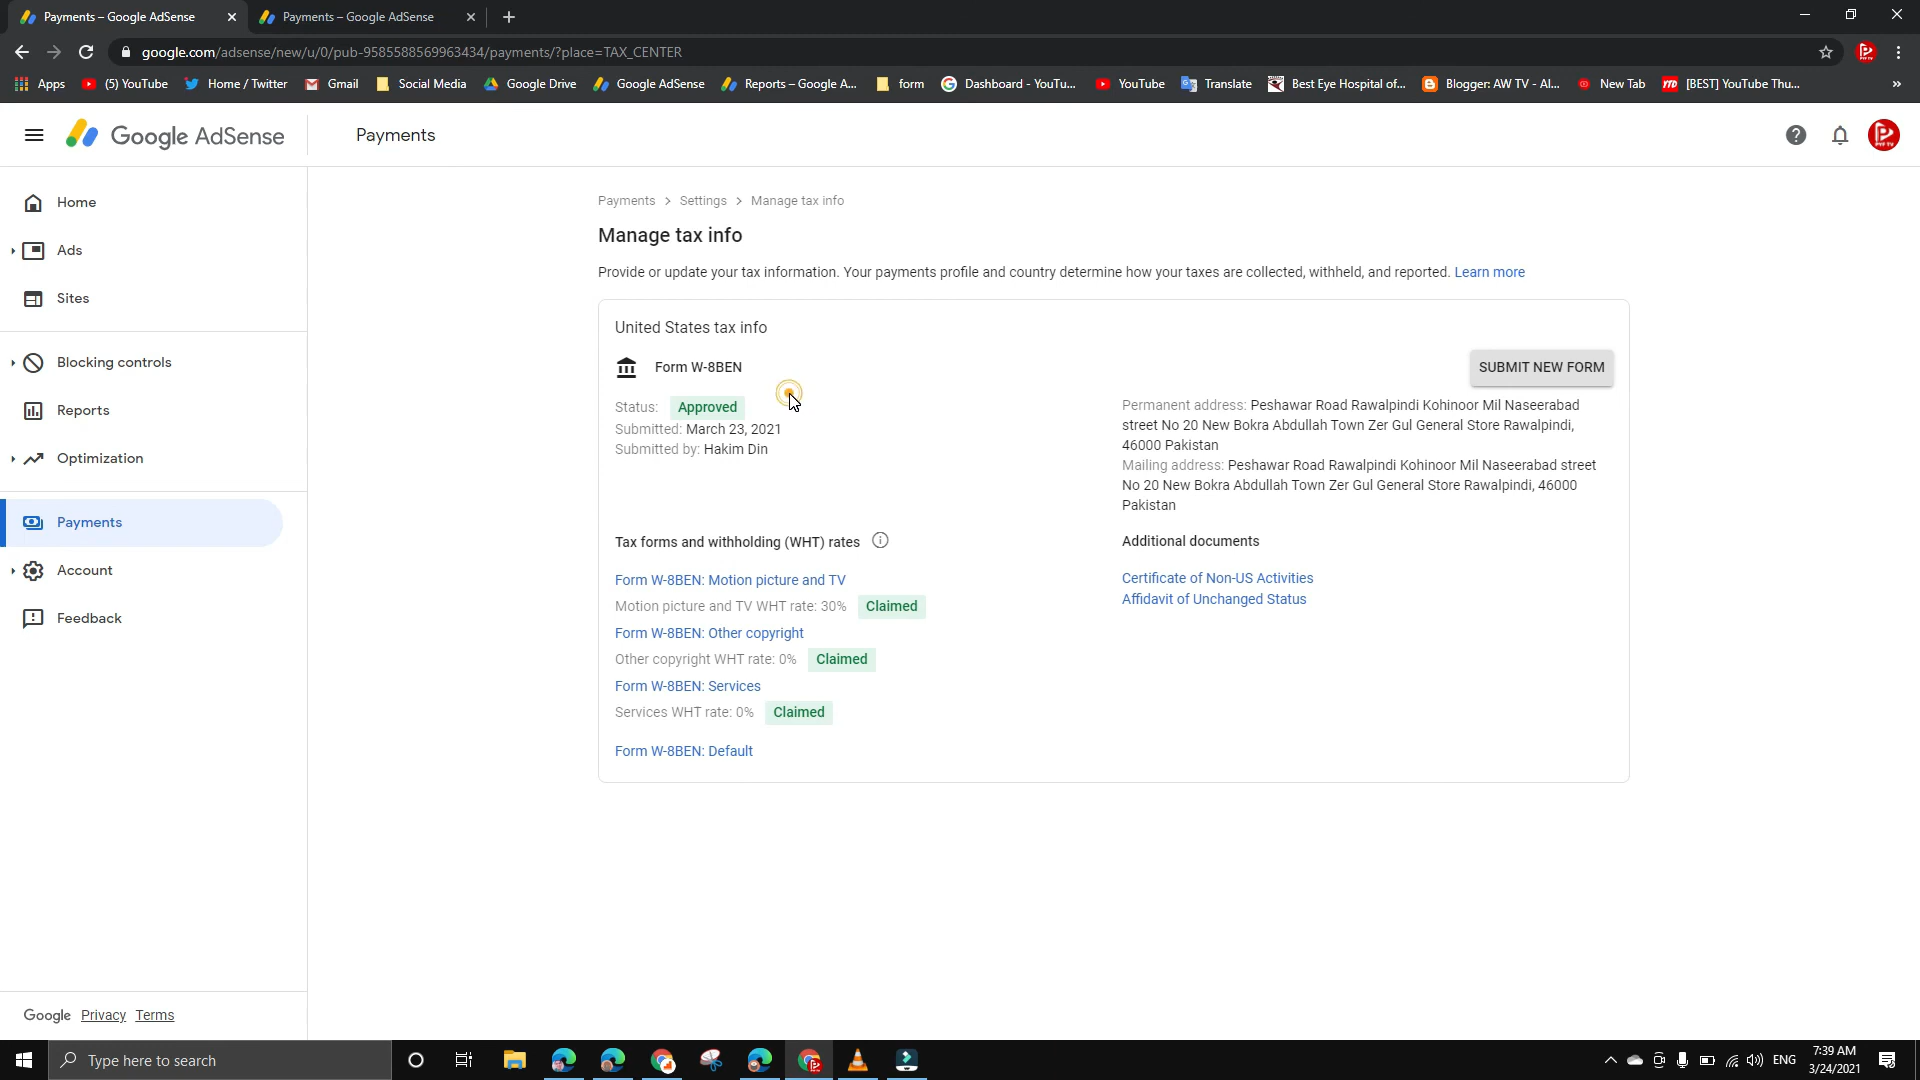 Payments – Google AdSense
Payments – Google AdSense
google.com/adsense/new/u/0/pub-9585588569963434/payments/?place=TAX_CENTER
Apps
(5) YouTube
Home / Twitter
Gmail
Social Media
Google Drive
Google AdSense
Reports – Google A...
form
Dashboard - YouTu...
YouTube
Translate
Best Eye Hospital of...
Blogger: AW TV - Al...
New Tab
[BEST] YouTube Thu...
Google AdSense
Payments
Home
Ads
Sites
Blocking controls
Reports
Optimization
Payments
Account
Feedback
Google Privacy Terms
Payments > Settings > Manage tax info
Manage tax info
Provide or update your tax information. Your payments profile and country determine how your taxes are collected, withheld, and reported. Learn more
United States tax info
Form W-8BEN
SUBMIT NEW FORM
Status: Approved
Submitted: March 23, 2021
Submitted by: Hakim Din
Permanent address: Peshawar Road Rawalpindi Kohinoor Mil Naseerabad
street No 20 New Bokra Abdullah Town Zer Gul General Store Rawalpindi,
46000 Pakistan
Mailing address: Peshawar Road Rawalpindi Kohinoor Mil Naseerabad street
No 20 New Bokra Abdullah Town Zer Gul General Store Rawalpindi, 46000
Pakistan
Tax forms and withholding (WHT) rates
Form W-8BEN: Motion picture and TV
Motion picture and TV WHT rate: 30% Claimed
Form W-8BEN: Other copyright
Other copyright WHT rate: 0% Claimed
Form W-8BEN: Services
Services WHT rate: 0% Claimed
Form W-8BEN: Default
Additional documents
Certificate of Non-US Activities
Affidavit of Unchanged Status
Type here to search
ENG
7:39 AM
3/24/2021